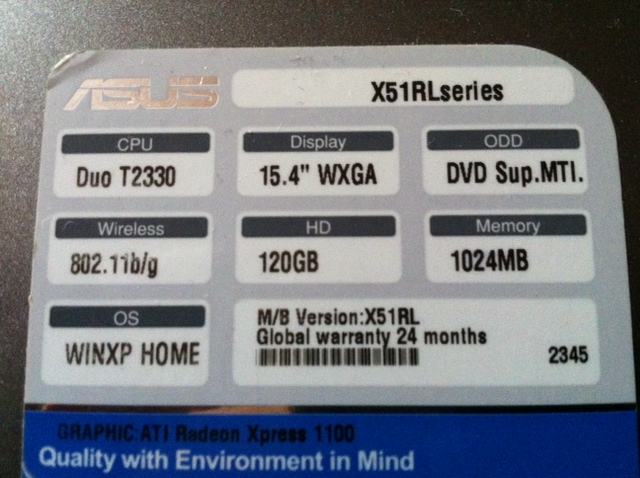 ASUS
X51RLseries
CPU
Duo T2330
Display
15.4" WXGA
ODD
DVD Sup.MTI.
Wireless
802.11b/g
HD
120GB
Memory
1024MB
OS
WINXP HOME
M/B Version:X51RL
Global warranty 24 months
2345
GRAPHIC:ATI Radeon Xpress 1100
Quality with Environment in Mind